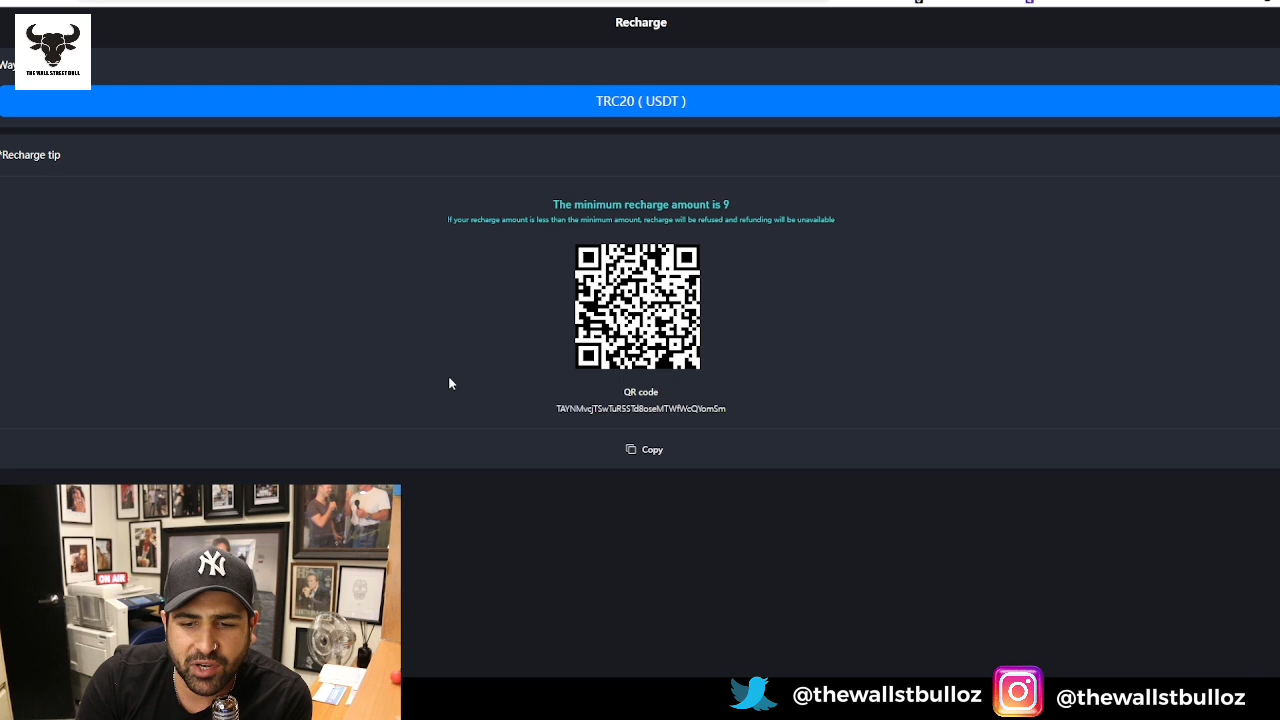 Recharge
THE WALL STREET BULL
Way
TRC20 ( USDT )
*Recharge tip
The minimum recharge amount is 9
If your recharge amount is less than the minimum amount, recharge will be refused and refunding will be unavailable
QR code
Copy
ON AIR
NY
@thewallstbulloz
@thewallstbulloz